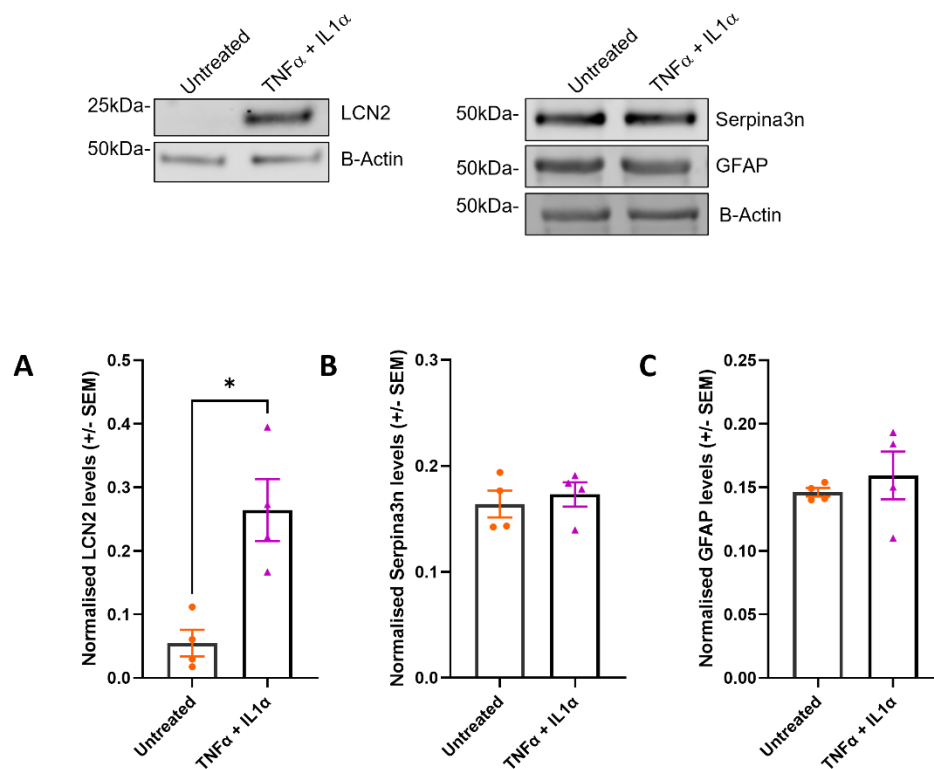 Untreated
TNFα + IL1α
25kDa-
LCN2
50kDa-
B-Actin
Untreated
TNFα + IL1α
50kDa-
Serpina3n
50kDa-
GFAP
50kDa-
B-Actin
A
Normalised LCN2 levels (+/- SEM)
0.5
0.4
0.3
0.2
0.1
0.0
*
Untreated
TNFα + IL1α
B
Normalised Serpina3n levels (+/- SEM)
0.3
0.2
0.1
0.0
Untreated
TNFα + IL1α
C
Normalised GFAP levels (+/- SEM)
0.25
0.20
0.15
0.10
0.05
0.00
Untreated
TNFα + IL1α